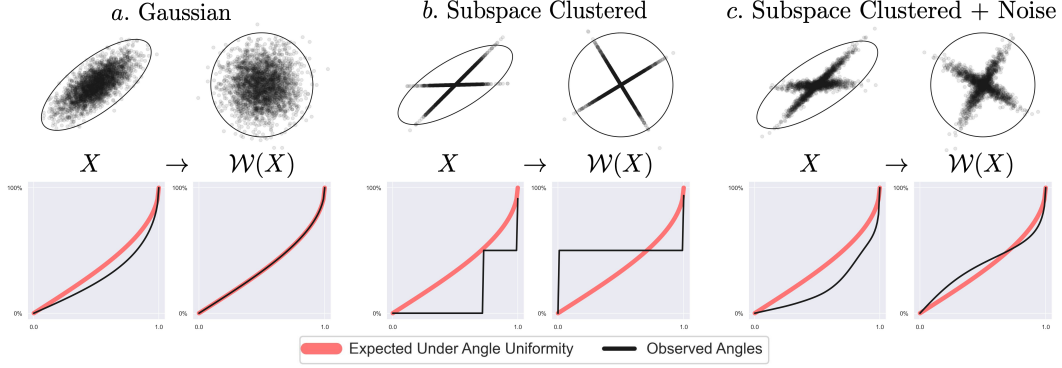 a. Gaussian
b. Subspace Clustered
c. Subspace Clustered + Noise
X → W(X)
X → W(X)
X → W(X)
100%
0%
0.0 1.0
100%
0%
0.0 1.0
100%
0%
0.0 1.0
100%
0%
0.0 1.0
100%
0%
0.0 1.0
100%
0%
0.0 1.0
Expected Under Angle Uniformity
Observed Angles